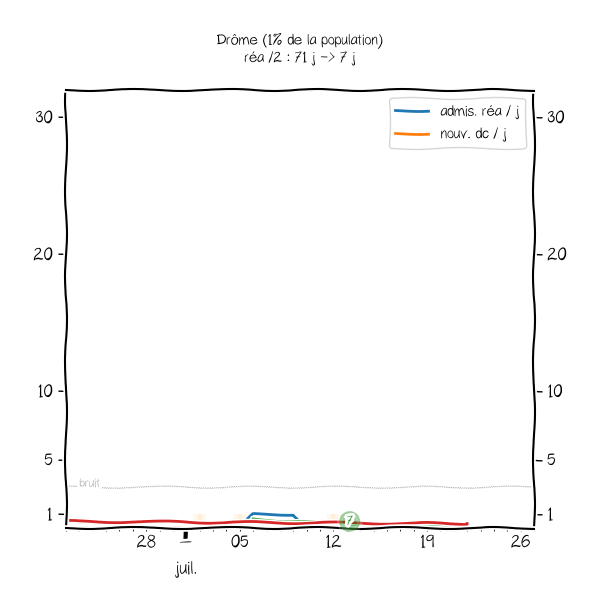 Drôme (1% de la population)
réa /2 : 71 j -> 7 j
admis. réa / j
nouv. dc / j
30
30
20
20
10
10
5
5
bruit
1
1
7
28
1
05
12
19
26
juil.